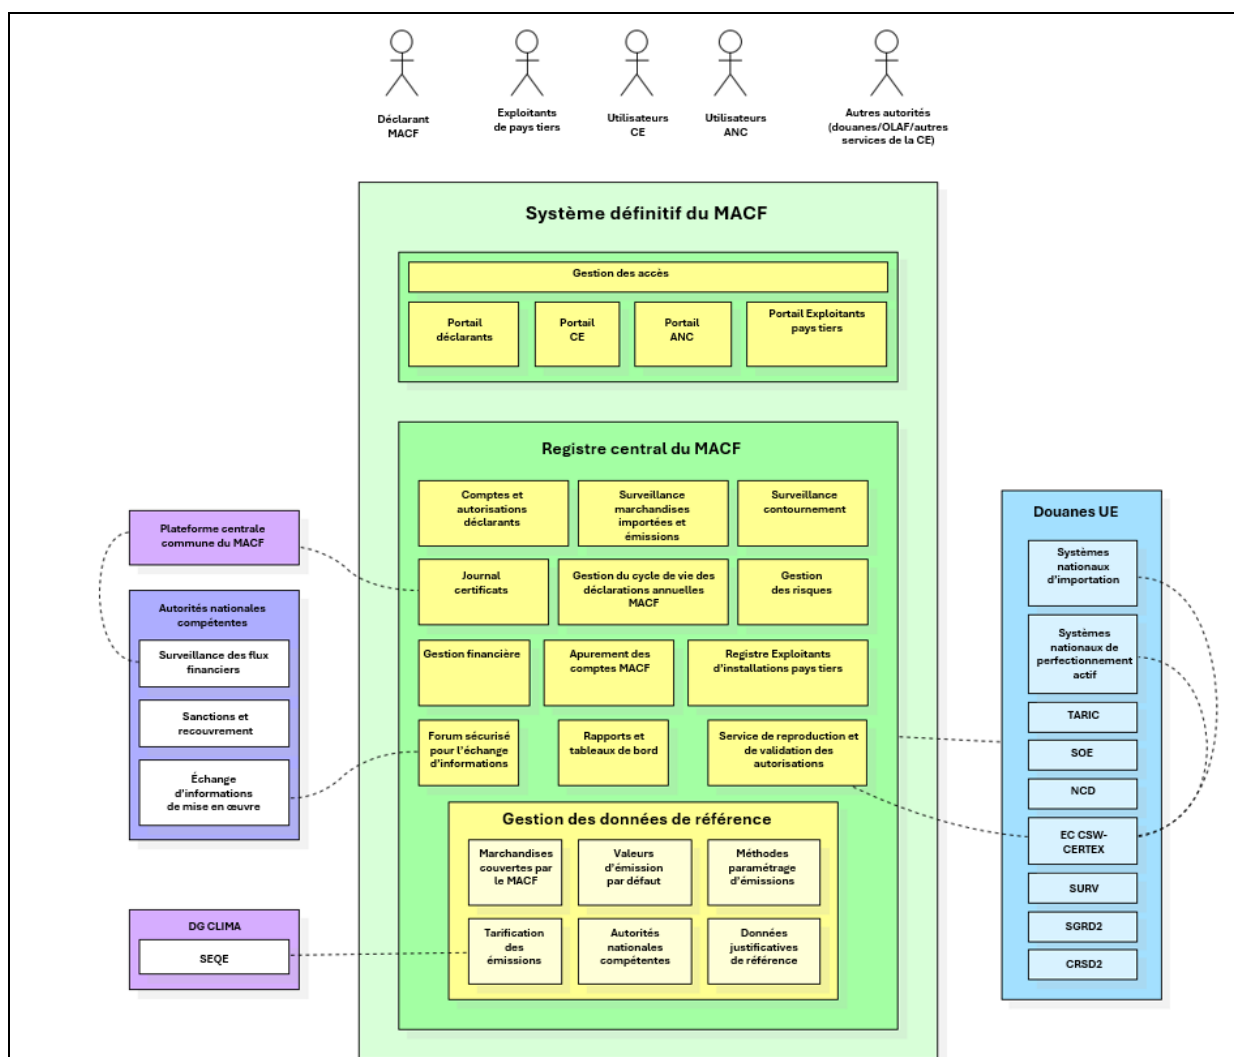 Déclarant
MACF
Exploitants
de pays tiers
Utilisateurs
CE
Utilisateurs
ANC
Autres autorités
(douanes/OLAF/autres
services de la CE)
Système définitif du MACF
Gestion des accès
Portail
déclarants
Portail
CE
Portail
ANC
Portail Exploitants
pays tiers
Registre central du MACF
Comptes et
autorisations
déclarants
Surveillance
marchandises
importées et
émissions
Surveillance
contournement
Journal
certificats
Gestion du cycle de vie des
déclarations annuelles
MACF
Gestion
des risques
Gestion financière
Apurement des
comptes MACF
Registre Exploitants
d'installations pays tiers
Forum sécurisé
pour l'échange
d'informations
Rapports et
tableaux de bord
Service de reproduction et
de validation des
autorisations
Gestion des données de référence
Marchandises
couvertes par
le MACF
Valeurs
d'émission
par défaut
Méthodes
paramétrage
d'émissions
Tarification
des
émissions
Autorités
nationales
compétentes
Données
justificatives
de référence
Plateforme centrale
commune du MACF
Autorités nationales
compétentes
Surveillance des flux
financiers
Sanctions et
recouvrement
Échange
d'informations
de mise en œuvre
DG CLIMA
SEQE
Douanes UE
Systèmes
nationaux
d'importation
Systèmes
nationaux de
perfectionnement
actif
TARIC
SOE
NCD
EC CSW-
CERTEX
SURV
SGRD2
CRSD2